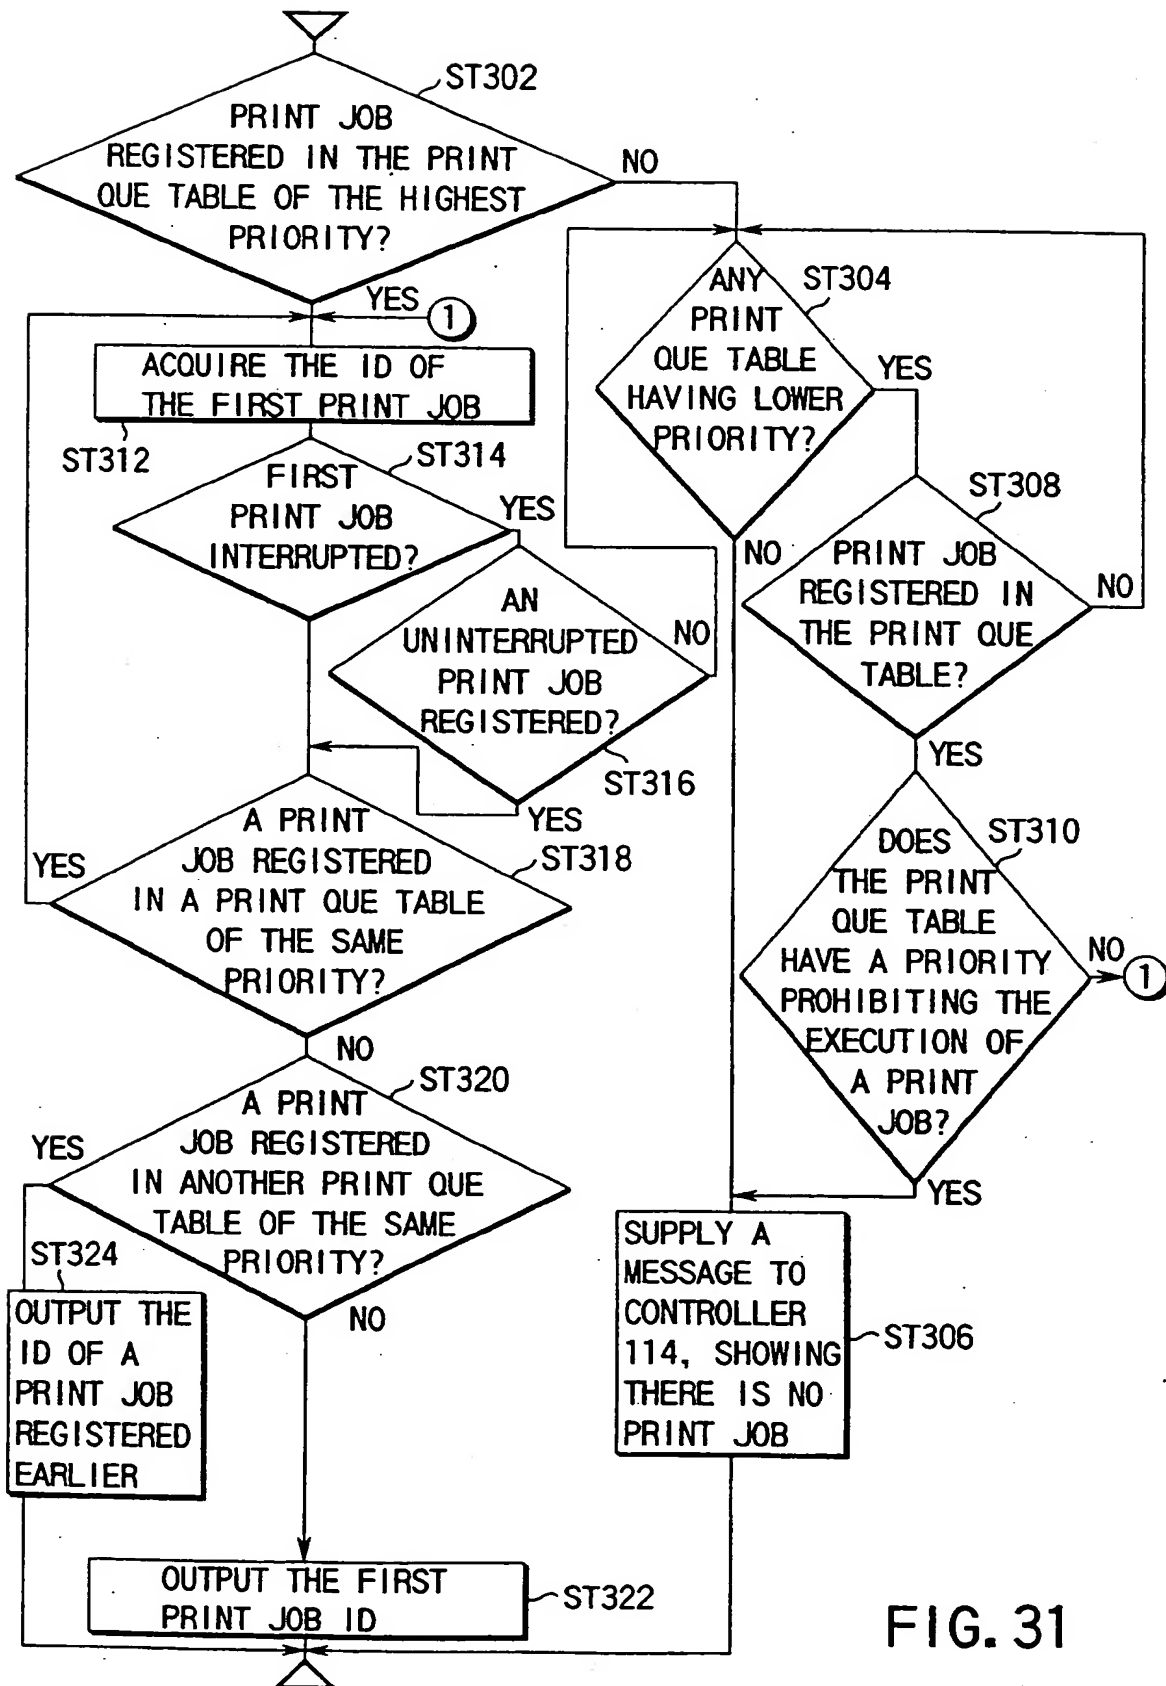 ST302
PRINT JOB
REGISTERED IN THE PRINT
QUE TABLE OF THE HIGHEST
PRIORITY?
NO
YES
1
ACQUIRE THE ID OF
THE FIRST PRINT JOB
ST312
ST314
FIRST
PRINT JOB
INTERRUPTED?
YES
AN
UNINTERRUPTED
PRINT JOB
REGISTERED?
NO
ST316
YES
A PRINT
JOB REGISTERED
IN A PRINT QUE TABLE
OF THE SAME
PRIORITY?
ST318
YES
NO
ST320
A PRINT
JOB REGISTERED
IN ANOTHER PRINT QUE
TABLE OF THE SAME
PRIORITY?
YES
NO
ST324
OUTPUT THE
ID OF A
PRINT JOB
REGISTERED
EARLIER
OUTPUT THE FIRST
PRINT JOB ID
ST322
ANY
PRINT
QUE TABLE
HAVING LOWER
PRIORITY?
ST304
YES
NO
ST308
PRINT JOB
REGISTERED IN
THE PRINT QUE
TABLE?
NO
YES
ST310
DOES
THE PRINT
QUE TABLE
HAVE A PRIORITY
PROHIBITING THE
EXECUTION OF
A PRINT
JOB?
NO
1
YES
SUPPLY A
MESSAGE TO
CONTROLLER
114, SHOWING
THERE IS NO
PRINT JOB
ST306
FIG. 31